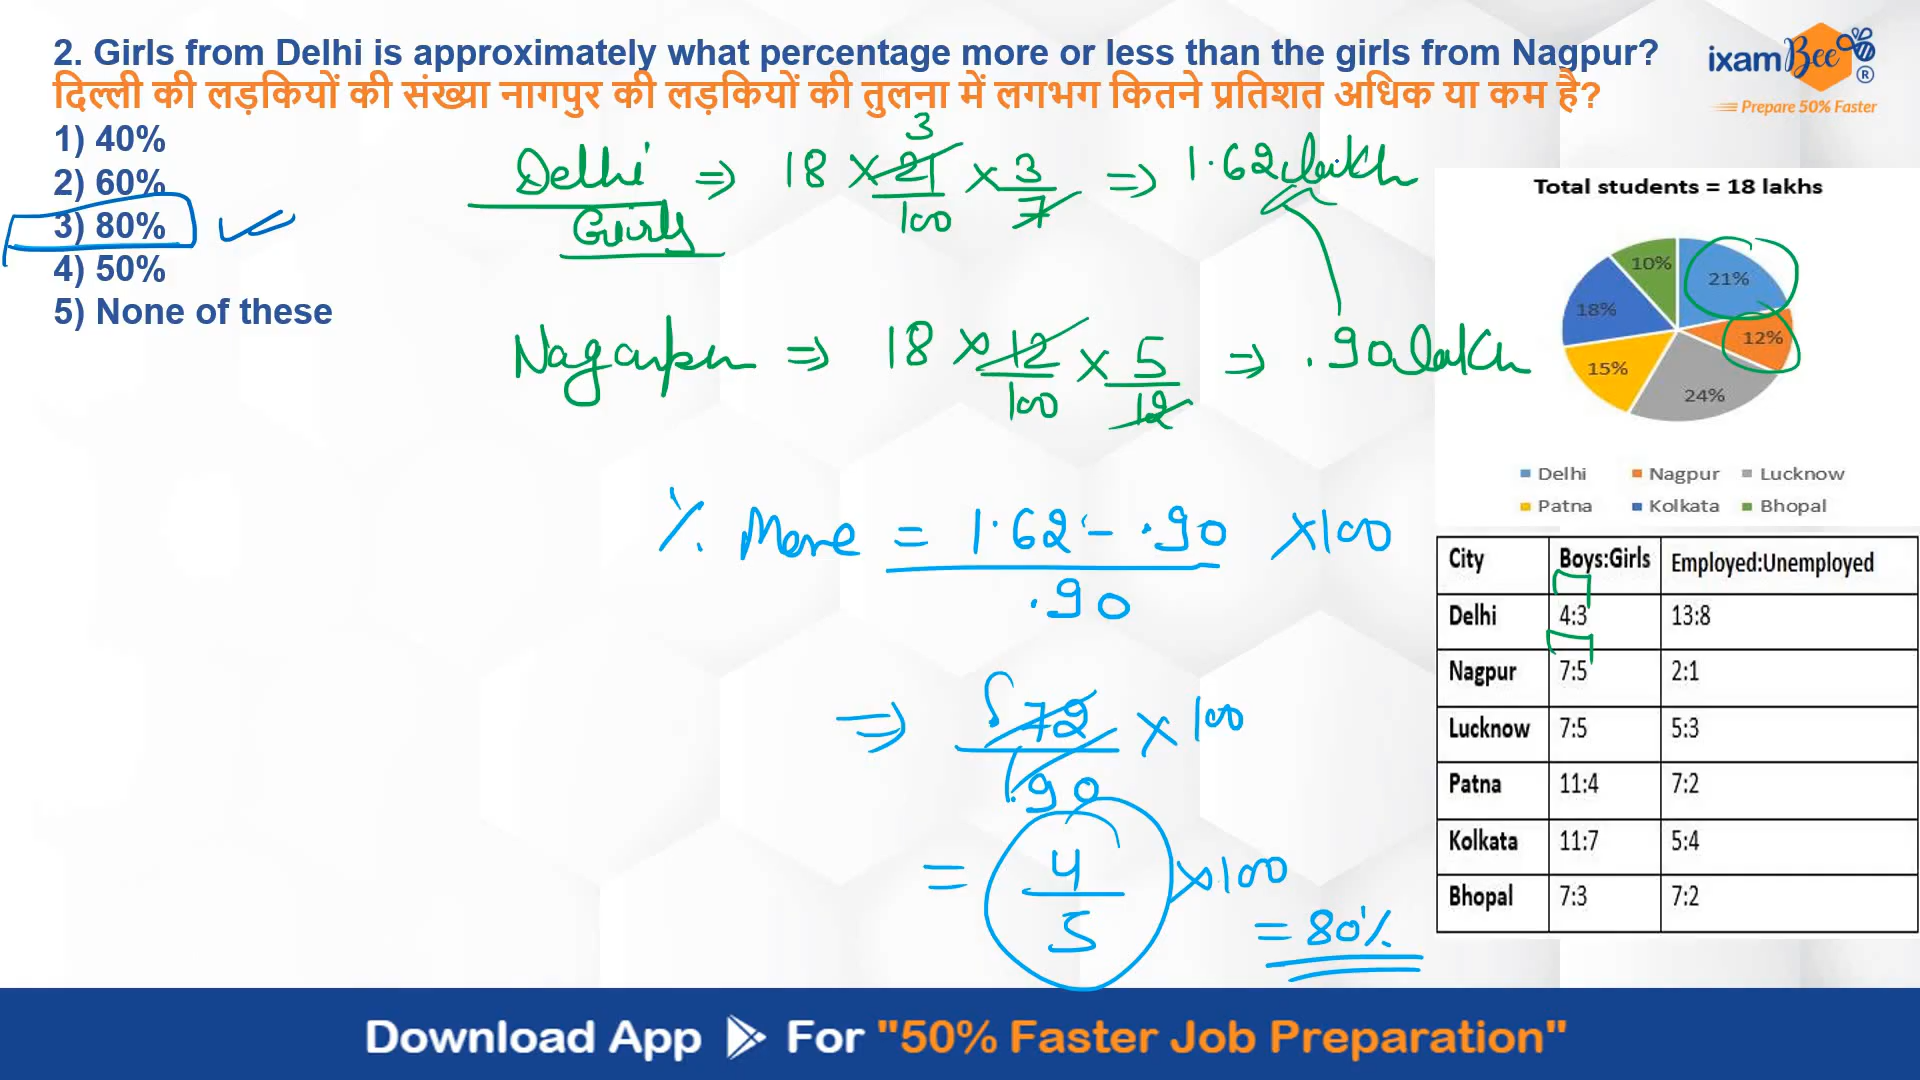 2. Girls from Delhi is approximately what percentage more or less than the girls from Nagpur?
दिल्ली की लड़कियों की संख्या नागपुर की लड़कियों की तुलना में लगभग कितने प्रतिशत अधिक या कम है?
1) 40%
2) 60%
3) 80%
4) 50%
5) None of these
ixamBee ®
Prepare 50% Faster
3
Delhi ⇒ 18 × 21/100 × 3/7 ⇒ 1.62 lakh
Girls
⇒ 18 × 12/100 × 5/12 ⇒ .90 lakh
% More = 1.62 - .90 / .90 × 100
⇒ 72 / .90 × 100
= 4/5 × 100
= 80%
Total students = 18 lakhs
10% 21%
18% 12%
15% 24%
Delhi Nagpur Lucknow
Patna Kolkata Bhopal
City Boys:Girls Employed:Unemployed
Delhi 4:3 13:8
Nagpur 7:5 2:1
Lucknow 7:5 5:3
Patna 11:4 7:2
Kolkata 11:7 5:4
Bhopal 7:3 7:2
Download App For "50% Faster Job Preparation"